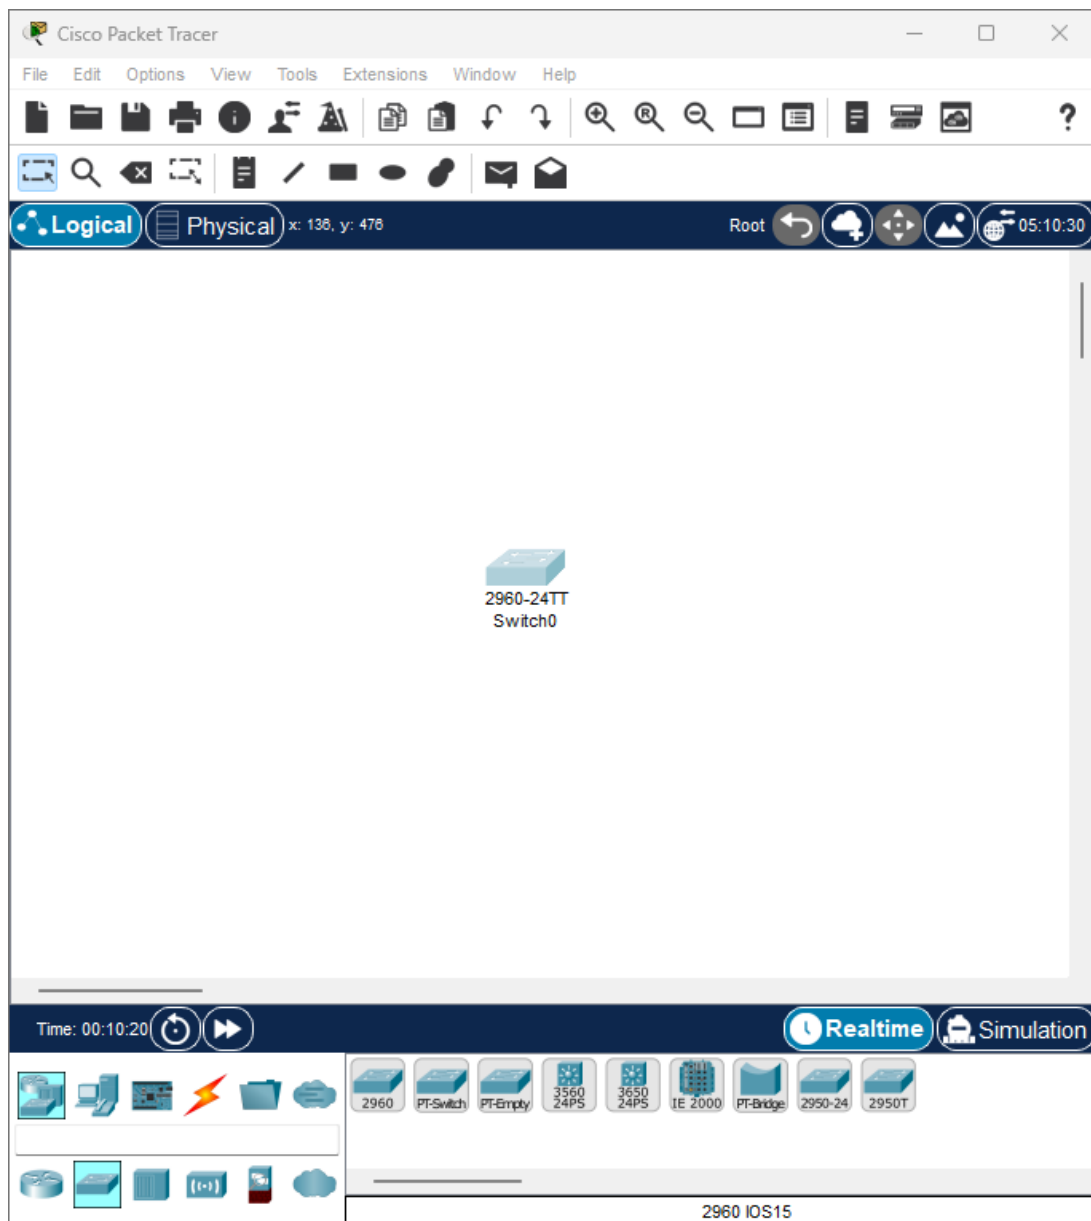 Cisco Packet Tracer
File Edit Options View Tools Extensions Window Help
Logical Physical x: 136, y: 476 Root 05:10:30
2960-24TT
Switch0
Time: 00:10:20 Realtime Simulation
2960 PT-Switch PT-Empty 3560 24PS 3650 24PS IE 2000 PT-Bridge 2950-24 2950T
2960 IOS15